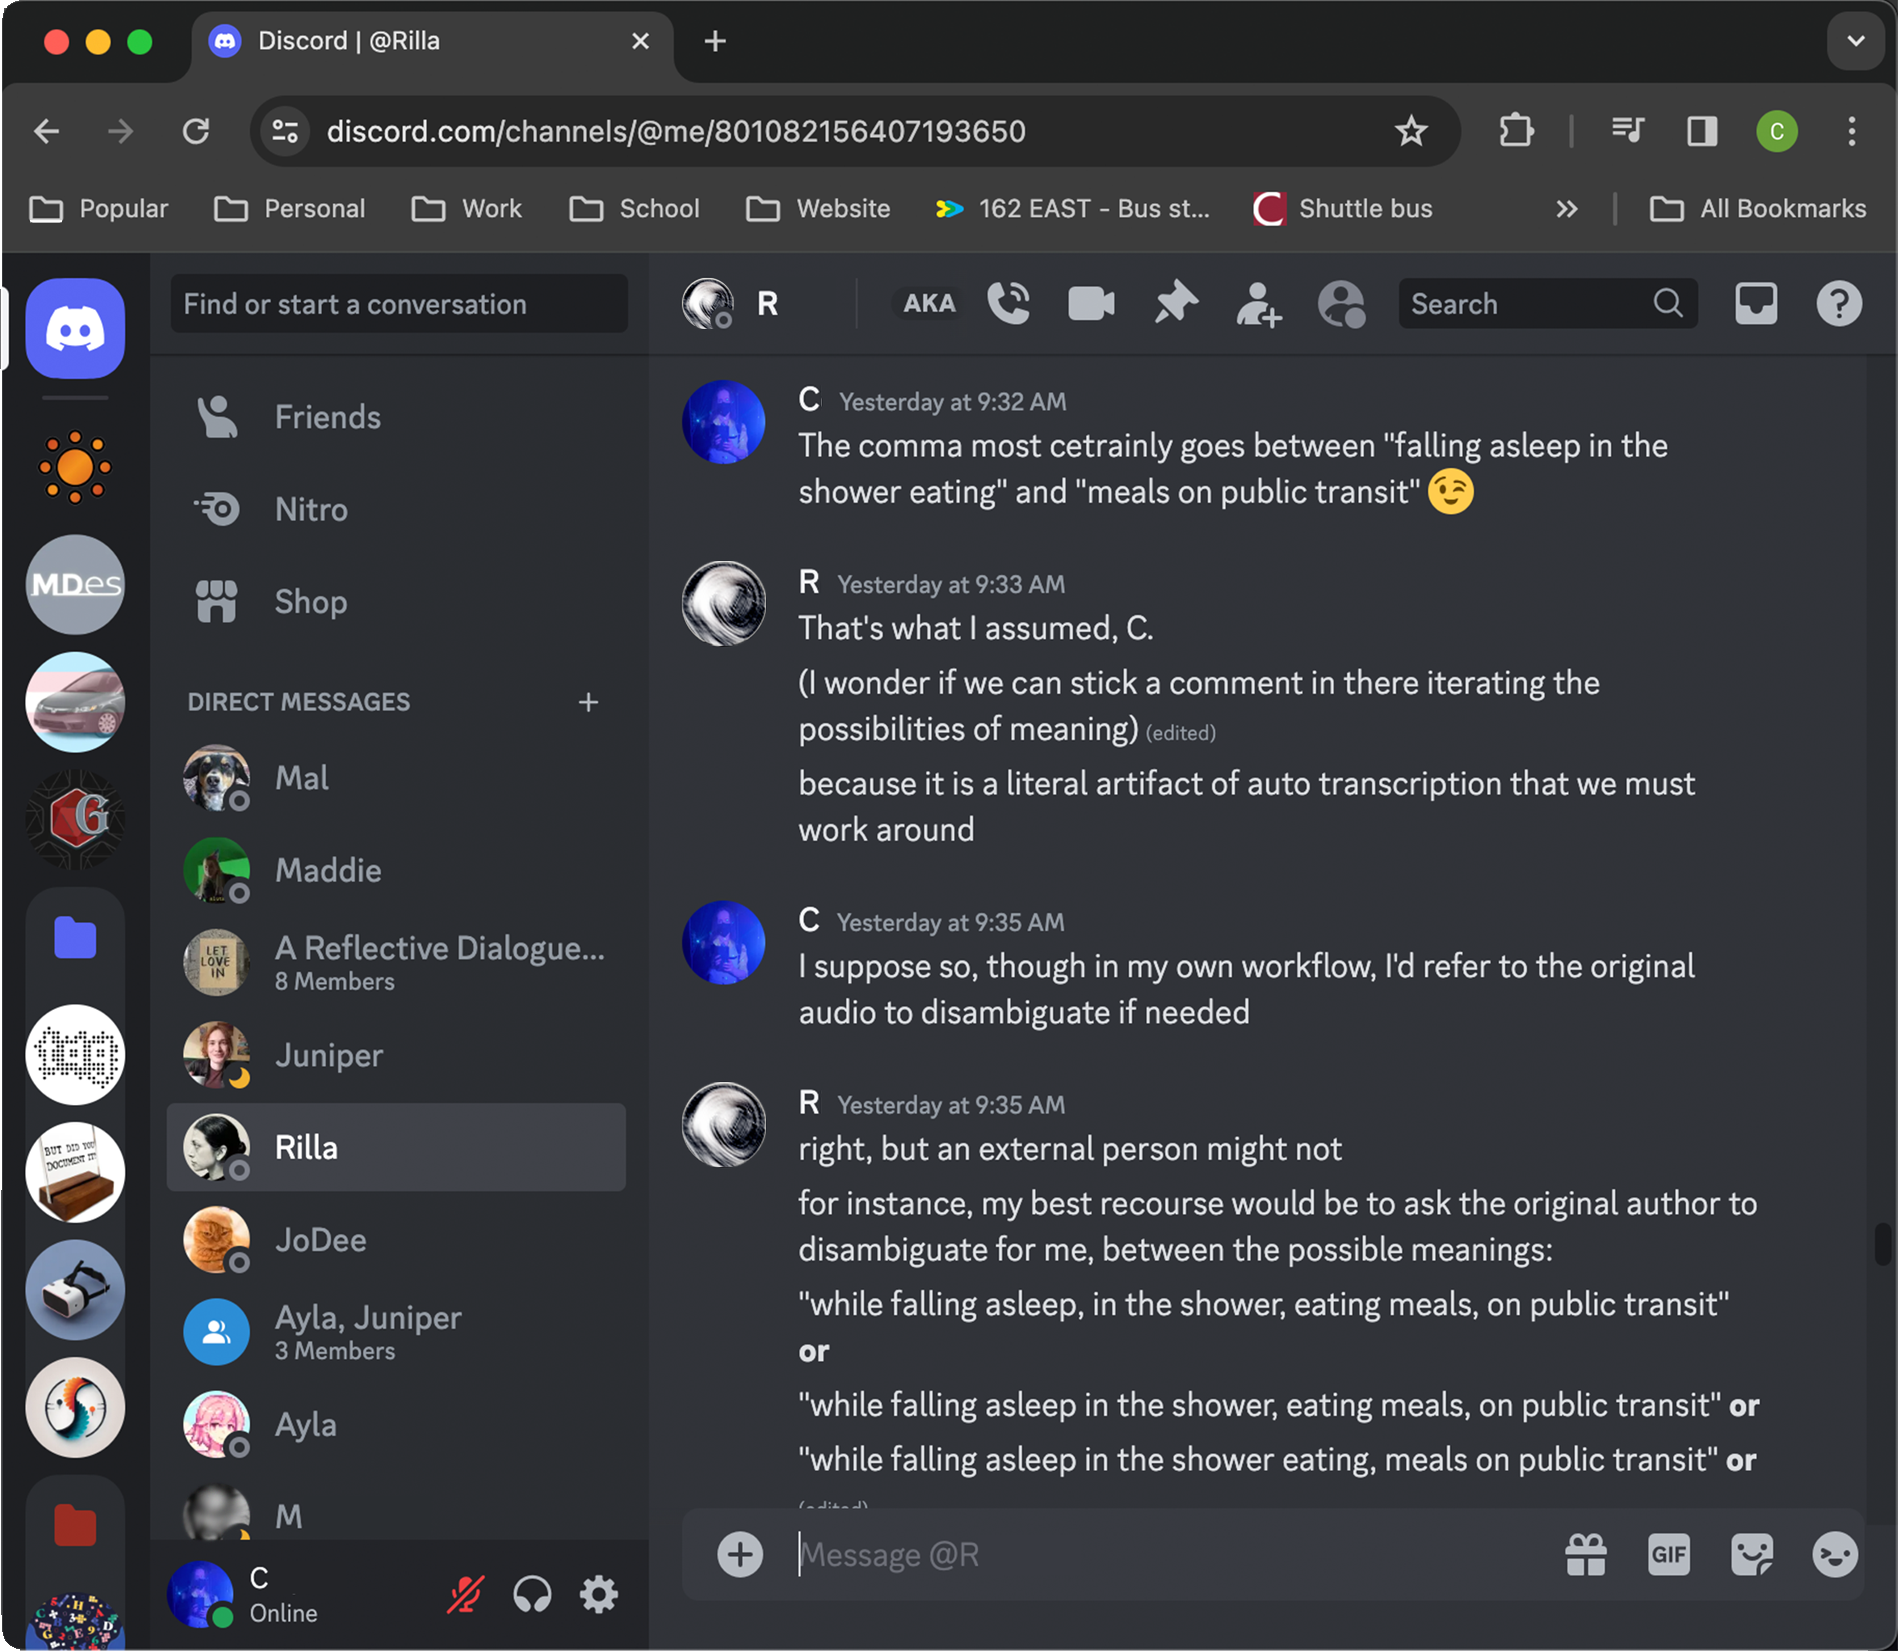 Discord | @Rilla
discord.com/channels/@me/801082156407193650
C
Popular
Personal
Work
School
Website
162 EAST - Bus st...
Shuttle bus
All Bookmarks
Find or start a conversation
R
AKA
Search
Friends
Nitro
Shop
MDes
G
BUT DID YOU
DOCUMENT IT?
DIRECT MESSAGES
Mal
Maddie
LET
LOVE
IN
A Reflective Dialogue...
8 Members
Juniper
Rilla
JoDee
Ayla, Juniper
3 Members
Ayla
M
C
Online
C Yesterday at 9:32 AM
The comma most cetrainly goes between "falling asleep in the
shower eating" and "meals on public transit" 😉
R Yesterday at 9:33 AM
That's what I assumed, C.
(I wonder if we can stick a comment in there iterating the
possibilities of meaning) (edited)
because it is a literal artifact of auto transcription that we must
work around
C Yesterday at 9:35 AM
I suppose so, though in my own workflow, I'd refer to the original
audio to disambiguate if needed
R Yesterday at 9:35 AM
right, but an external person might not
for instance, my best recourse would be to ask the original author to
disambiguate for me, between the possible meanings:
"while falling asleep, in the shower, eating meals, on public transit"
or
"while falling asleep in the shower, eating meals, on public transit" or
"while falling asleep in the shower eating, meals on public transit" or
(edited)
Message @R
GIF